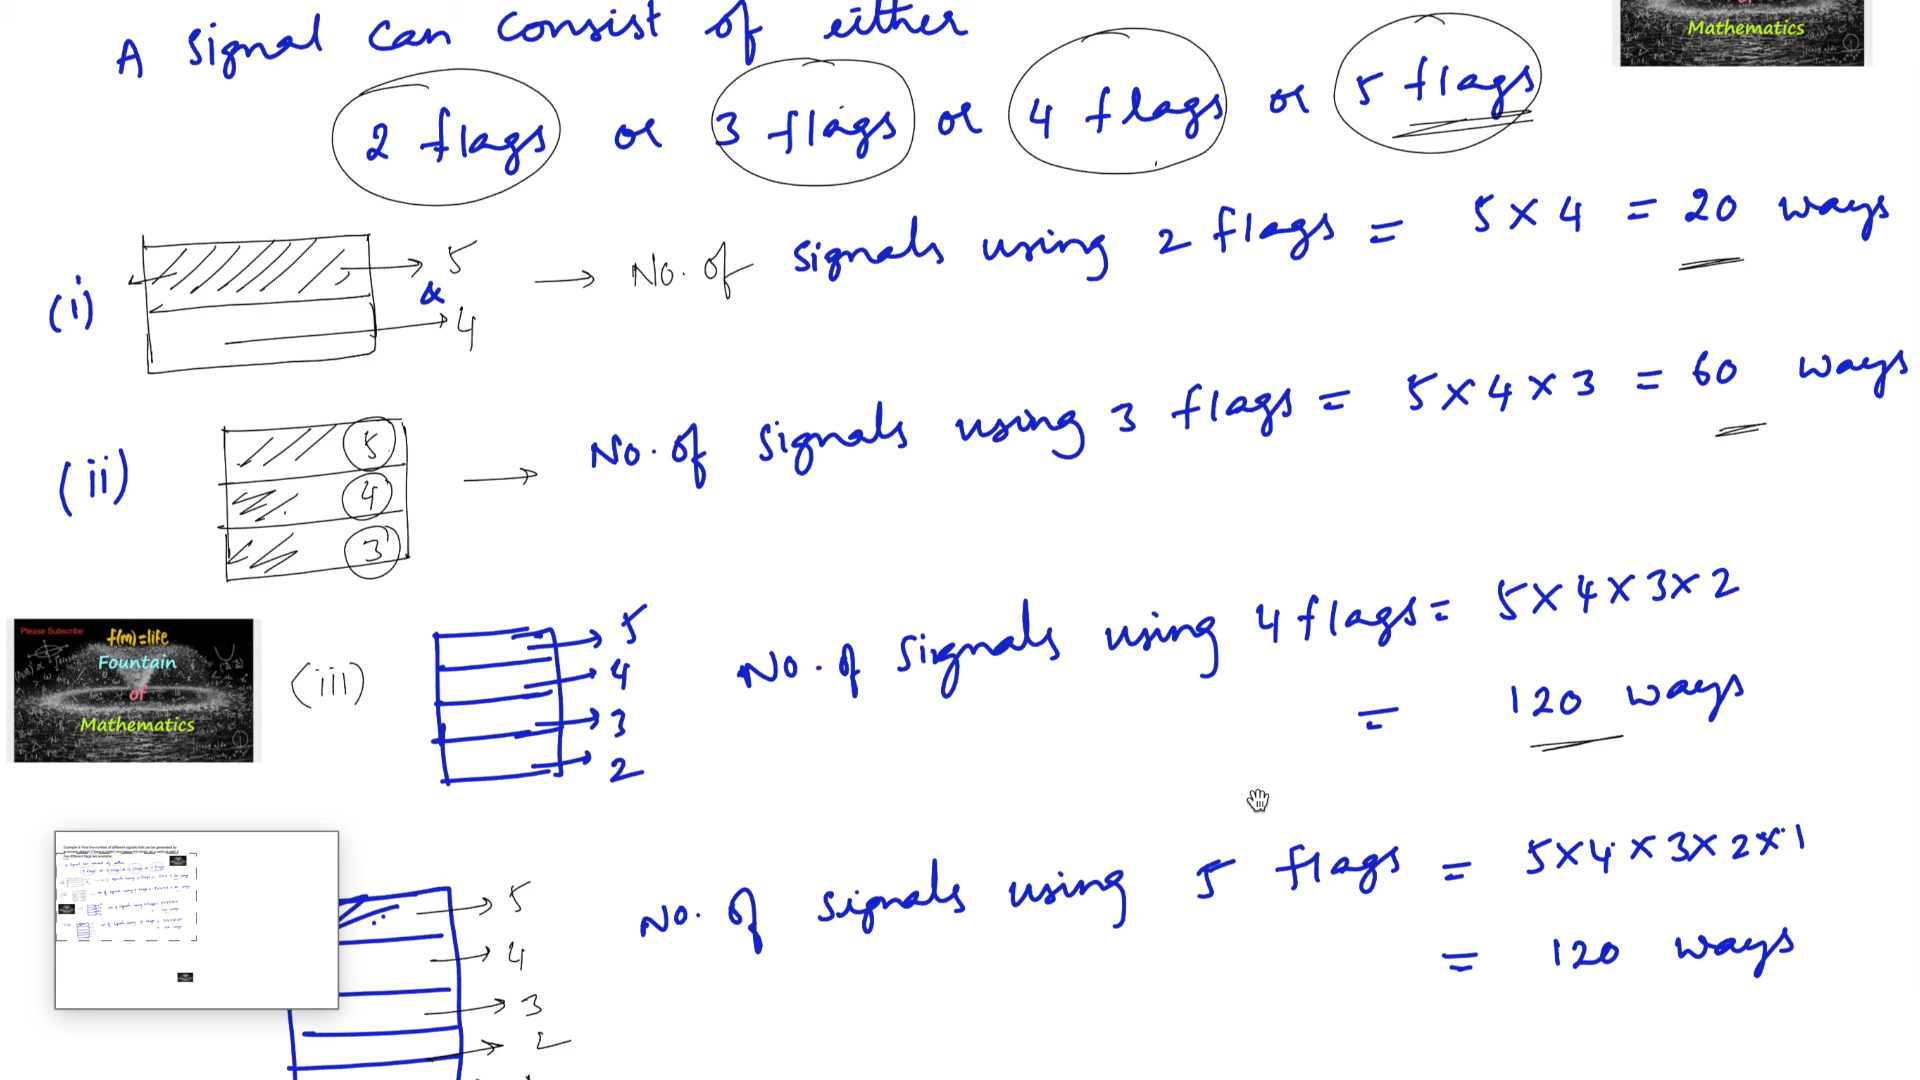 A signal can consist of either
Mathematics
2 flags or 3 flags or 4 flags or 5 flags
(i) 5 & 4 → No. of signals using 2 flags = 5 x 4 = 20 ways
(ii) 5 4 3 → No. of signals using 3 flags = 5 x 4 x 3 = 60 ways
Please Subscribe
f(m)=life
Fountain
of
Mathematics
(iii) 5 4 3 2 No. of signals using 4 flags = 5 x 4 x 3 x 2
= 120 ways
5 4 3 2 No. of signals using 5 flags = 5 x 4 x 3 x 2 x 1
= 120 ways